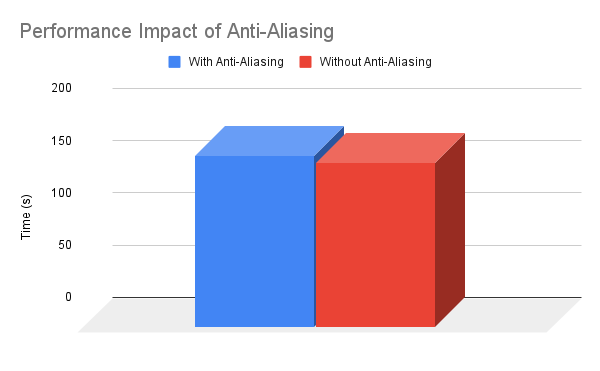 Performance Impact of Anti-Aliasing
With Anti-Aliasing Without Anti-Aliasing
200
150
100
50
0
Time (s)